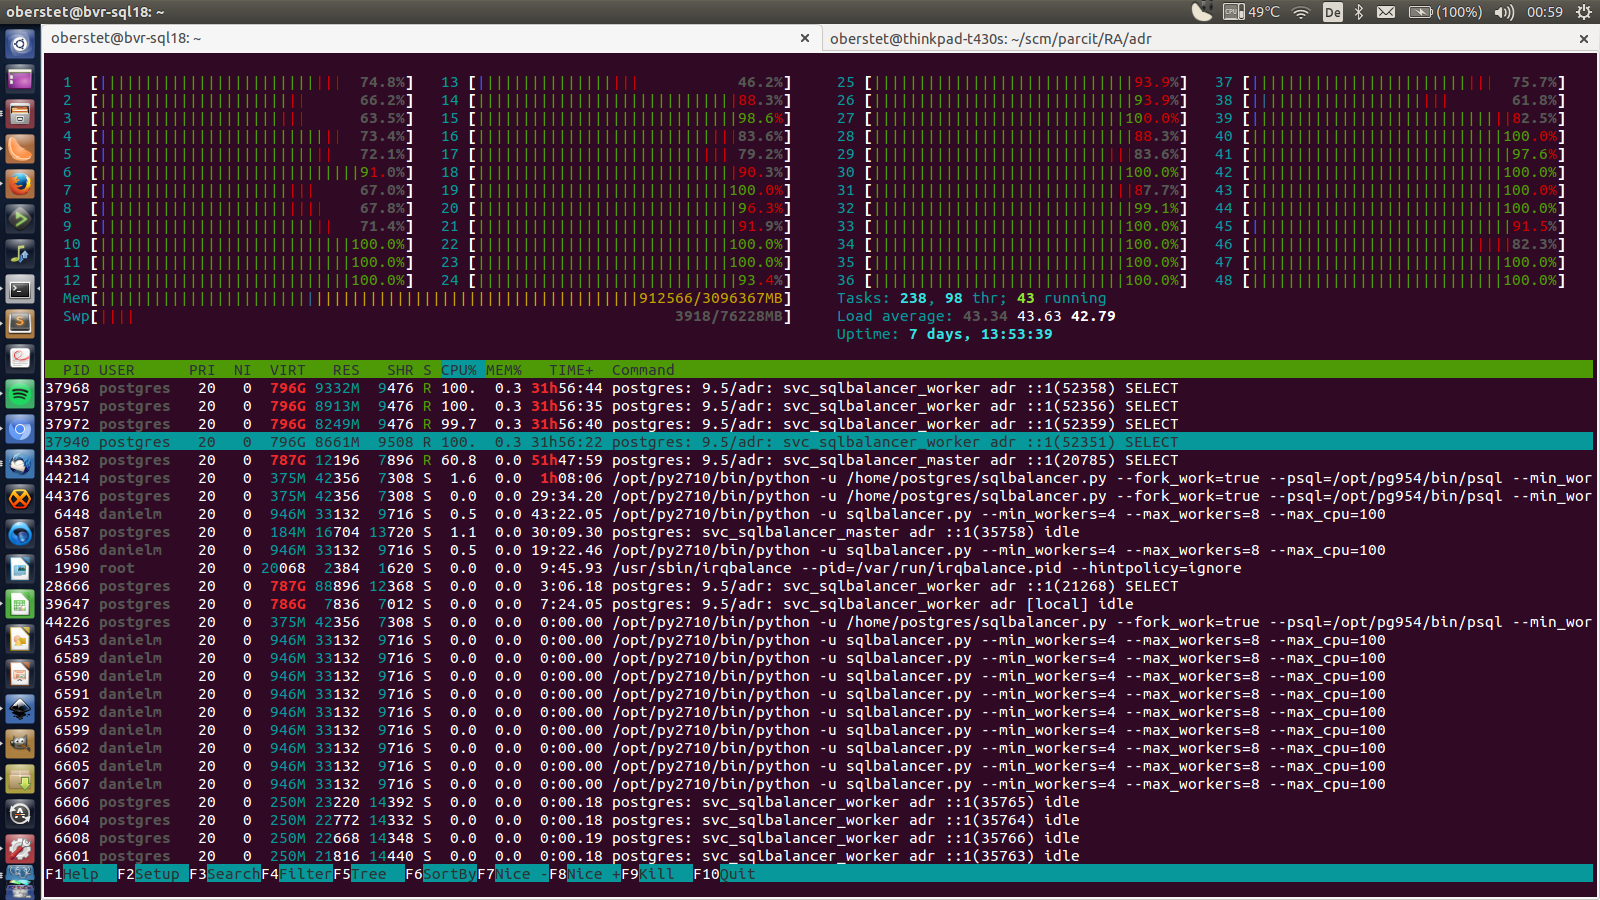 oberstet@bvr-sql18: ~ 49°C De (100%) 00:59
oberstet@bvr-sql18: ~ × oberstet@thinkpad-t430s: ~/scm/parcit/RA/adr ×
1 [ 74.8%] 13 [ 46.2%] 25 [ 93.9%] 37 [ 75.7%]
2 [ 66.2%] 14 [ 88.3%] 26 [ 93.9%] 38 [ 61.8%]
3 [ 63.5%] 15 [ 98.6%] 27 [ 100.0%] 39 [ 82.5%]
4 [ 73.4%] 16 [ 83.6%] 28 [ 88.3%] 40 [ 100.0%]
5 [ 72.1%] 17 [ 79.2%] 29 [ 83.6%] 41 [ 97.6%]
6 [ 91.0%] 18 [ 90.3%] 30 [ 100.0%] 42 [ 100.0%]
7 [ 67.0%] 19 [ 100.0%] 31 [ 87.7%] 43 [ 100.0%]
8 [ 67.8%] 20 [ 96.3%] 32 [ 99.1%] 44 [ 100.0%]
9 [ 71.4%] 21 [ 91.9%] 33 [ 100.0%] 45 [ 91.5%]
10 [ 100.0%] 22 [ 100.0%] 34 [ 100.0%] 46 [ 82.3%]
11 [ 100.0%] 23 [ 100.0%] 35 [ 100.0%] 47 [ 100.0%]
12 [ 100.0%] 24 [ 93.4%] 36 [ 100.0%] 48 [ 100.0%]
Mem[ 912566/3096367MB] Tasks: 238, 98 thr; 43 running
Swp[ 3918/76228MB] Load average: 43.34 43.63 42.79
Uptime: 7 days, 13:53:39
PID USER PRI NI VIRT RES SHR S CPU% MEM% TIME+ Command
37968 postgres 20 0 796G 9332M 9476 R 100. 0.3 31h56:44 postgres: 9.5/adr: svc_sqlbalancer_worker adr ::1(52358) SELECT
37957 postgres 20 0 796G 8913M 9476 R 100. 0.3 31h56:35 postgres: 9.5/adr: svc_sqlbalancer_worker adr ::1(52356) SELECT
37972 postgres 20 0 796G 8249M 9476 R 99.7 0.3 31h56:40 postgres: 9.5/adr: svc_sqlbalancer_worker adr ::1(52359) SELECT
37940 postgres 20 0 796G 8661M 9508 R 100. 0.3 31h56:22 postgres: 9.5/adr: svc_sqlbalancer_worker adr ::1(52351) SELECT
44382 postgres 20 0 787G 12196 7896 R 60.8 0.0 51h47:59 postgres: 9.5/adr: svc_sqlbalancer_master adr ::1(20785) SELECT
44214 postgres 20 0 375M 42356 7308 S 1.6 0.0 1h08:06 /opt/py2710/bin/python -u /home/postgres/sqlbalancer.py --fork_work=true --psql=/opt/pg954/bin/psql --min_wor
44376 postgres 20 0 375M 42356 7308 S 0.0 0.0 29:34.20 /opt/py2710/bin/python -u /home/postgres/sqlbalancer.py --fork_work=true --psql=/opt/pg954/bin/psql --min_wor
6448 danielm 20 0 946M 33132 9716 S 0.5 0.0 43:22.05 /opt/py2710/bin/python -u sqlbalancer.py --min_workers=4 --max_workers=8 --max_cpu=100
6587 postgres 20 0 184M 16704 13720 S 1.1 0.0 30:09.30 postgres: svc_sqlbalancer_master adr ::1(35758) idle
6586 danielm 20 0 946M 33132 9716 S 0.5 0.0 19:22.46 /opt/py2710/bin/python -u sqlbalancer.py --min_workers=4 --max_workers=8 --max_cpu=100
1990 root 20 0 20068 2384 1620 S 0.0 0.0 9:45.93 /usr/sbin/irqbalance --pid=/var/run/irqbalance.pid --hintpolicy=ignore
28666 postgres 20 0 787G 88896 12368 S 0.0 0.0 3:06.18 postgres: 9.5/adr: svc_sqlbalancer_worker adr ::1(21268) SELECT
39647 postgres 20 0 786G 7836 7012 S 0.0 0.0 7:24.05 postgres: 9.5/adr: svc_sqlbalancer_worker adr [local] idle
44226 postgres 20 0 375M 42356 7308 S 0.0 0.0 0:00.00 /opt/py2710/bin/python -u /home/postgres/sqlbalancer.py --fork_work=true --psql=/opt/pg954/bin/psql --min_wor
6453 danielm 20 0 946M 33132 9716 S 0.0 0.0 0:00.00 /opt/py2710/bin/python -u sqlbalancer.py --min_workers=4 --max_workers=8 --max_cpu=100
6589 danielm 20 0 946M 33132 9716 S 0.0 0.0 0:00.00 /opt/py2710/bin/python -u sqlbalancer.py --min_workers=4 --max_workers=8 --max_cpu=100
6590 danielm 20 0 946M 33132 9716 S 0.0 0.0 0:00.00 /opt/py2710/bin/python -u sqlbalancer.py --min_workers=4 --max_workers=8 --max_cpu=100
6591 danielm 20 0 946M 33132 9716 S 0.0 0.0 0:00.00 /opt/py2710/bin/python -u sqlbalancer.py --min_workers=4 --max_workers=8 --max_cpu=100
6592 danielm 20 0 946M 33132 9716 S 0.0 0.0 0:00.00 /opt/py2710/bin/python -u sqlbalancer.py --min_workers=4 --max_workers=8 --max_cpu=100
6599 danielm 20 0 946M 33132 9716 S 0.0 0.0 0:00.00 /opt/py2710/bin/python -u sqlbalancer.py --min_workers=4 --max_workers=8 --max_cpu=100
6602 danielm 20 0 946M 33132 9716 S 0.0 0.0 0:00.00 /opt/py2710/bin/python -u sqlbalancer.py --min_workers=4 --max_workers=8 --max_cpu=100
6605 danielm 20 0 946M 33132 9716 S 0.0 0.0 0:00.00 /opt/py2710/bin/python -u sqlbalancer.py --min_workers=4 --max_workers=8 --max_cpu=100
6607 danielm 20 0 946M 33132 9716 S 0.0 0.0 0:00.00 /opt/py2710/bin/python -u sqlbalancer.py --min_workers=4 --max_workers=8 --max_cpu=100
6606 postgres 20 0 250M 23220 14392 S 0.0 0.0 0:00.18 postgres: svc_sqlbalancer_worker adr ::1(35765) idle
6604 postgres 20 0 250M 22772 14332 S 0.0 0.0 0:00.18 postgres: svc_sqlbalancer_worker adr ::1(35764) idle
6608 postgres 20 0 250M 22668 14348 S 0.0 0.0 0:00.19 postgres: svc_sqlbalancer_worker adr ::1(35766) idle
6601 postgres 20 0 250M 21816 14440 S 0.0 0.0 0:00.18 postgres: svc_sqlbalancer_worker adr ::1(35763) idle
F1Help F2Setup F3SearchF4FilterF5Tree F6SortByF7Nice -F8Nice +F9Kill F10Quit